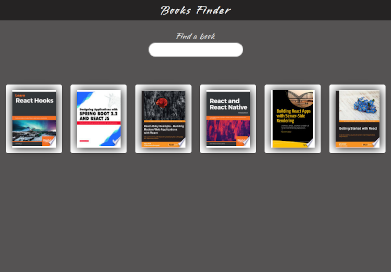 Books Finder
Find a book
Learn
React Hooks
Designing Applications with
SPRING BOOT 2.2
AND REACT JS
React and
React Native
Building React Apps
with Server-Side
Rendering
Getting Started with React